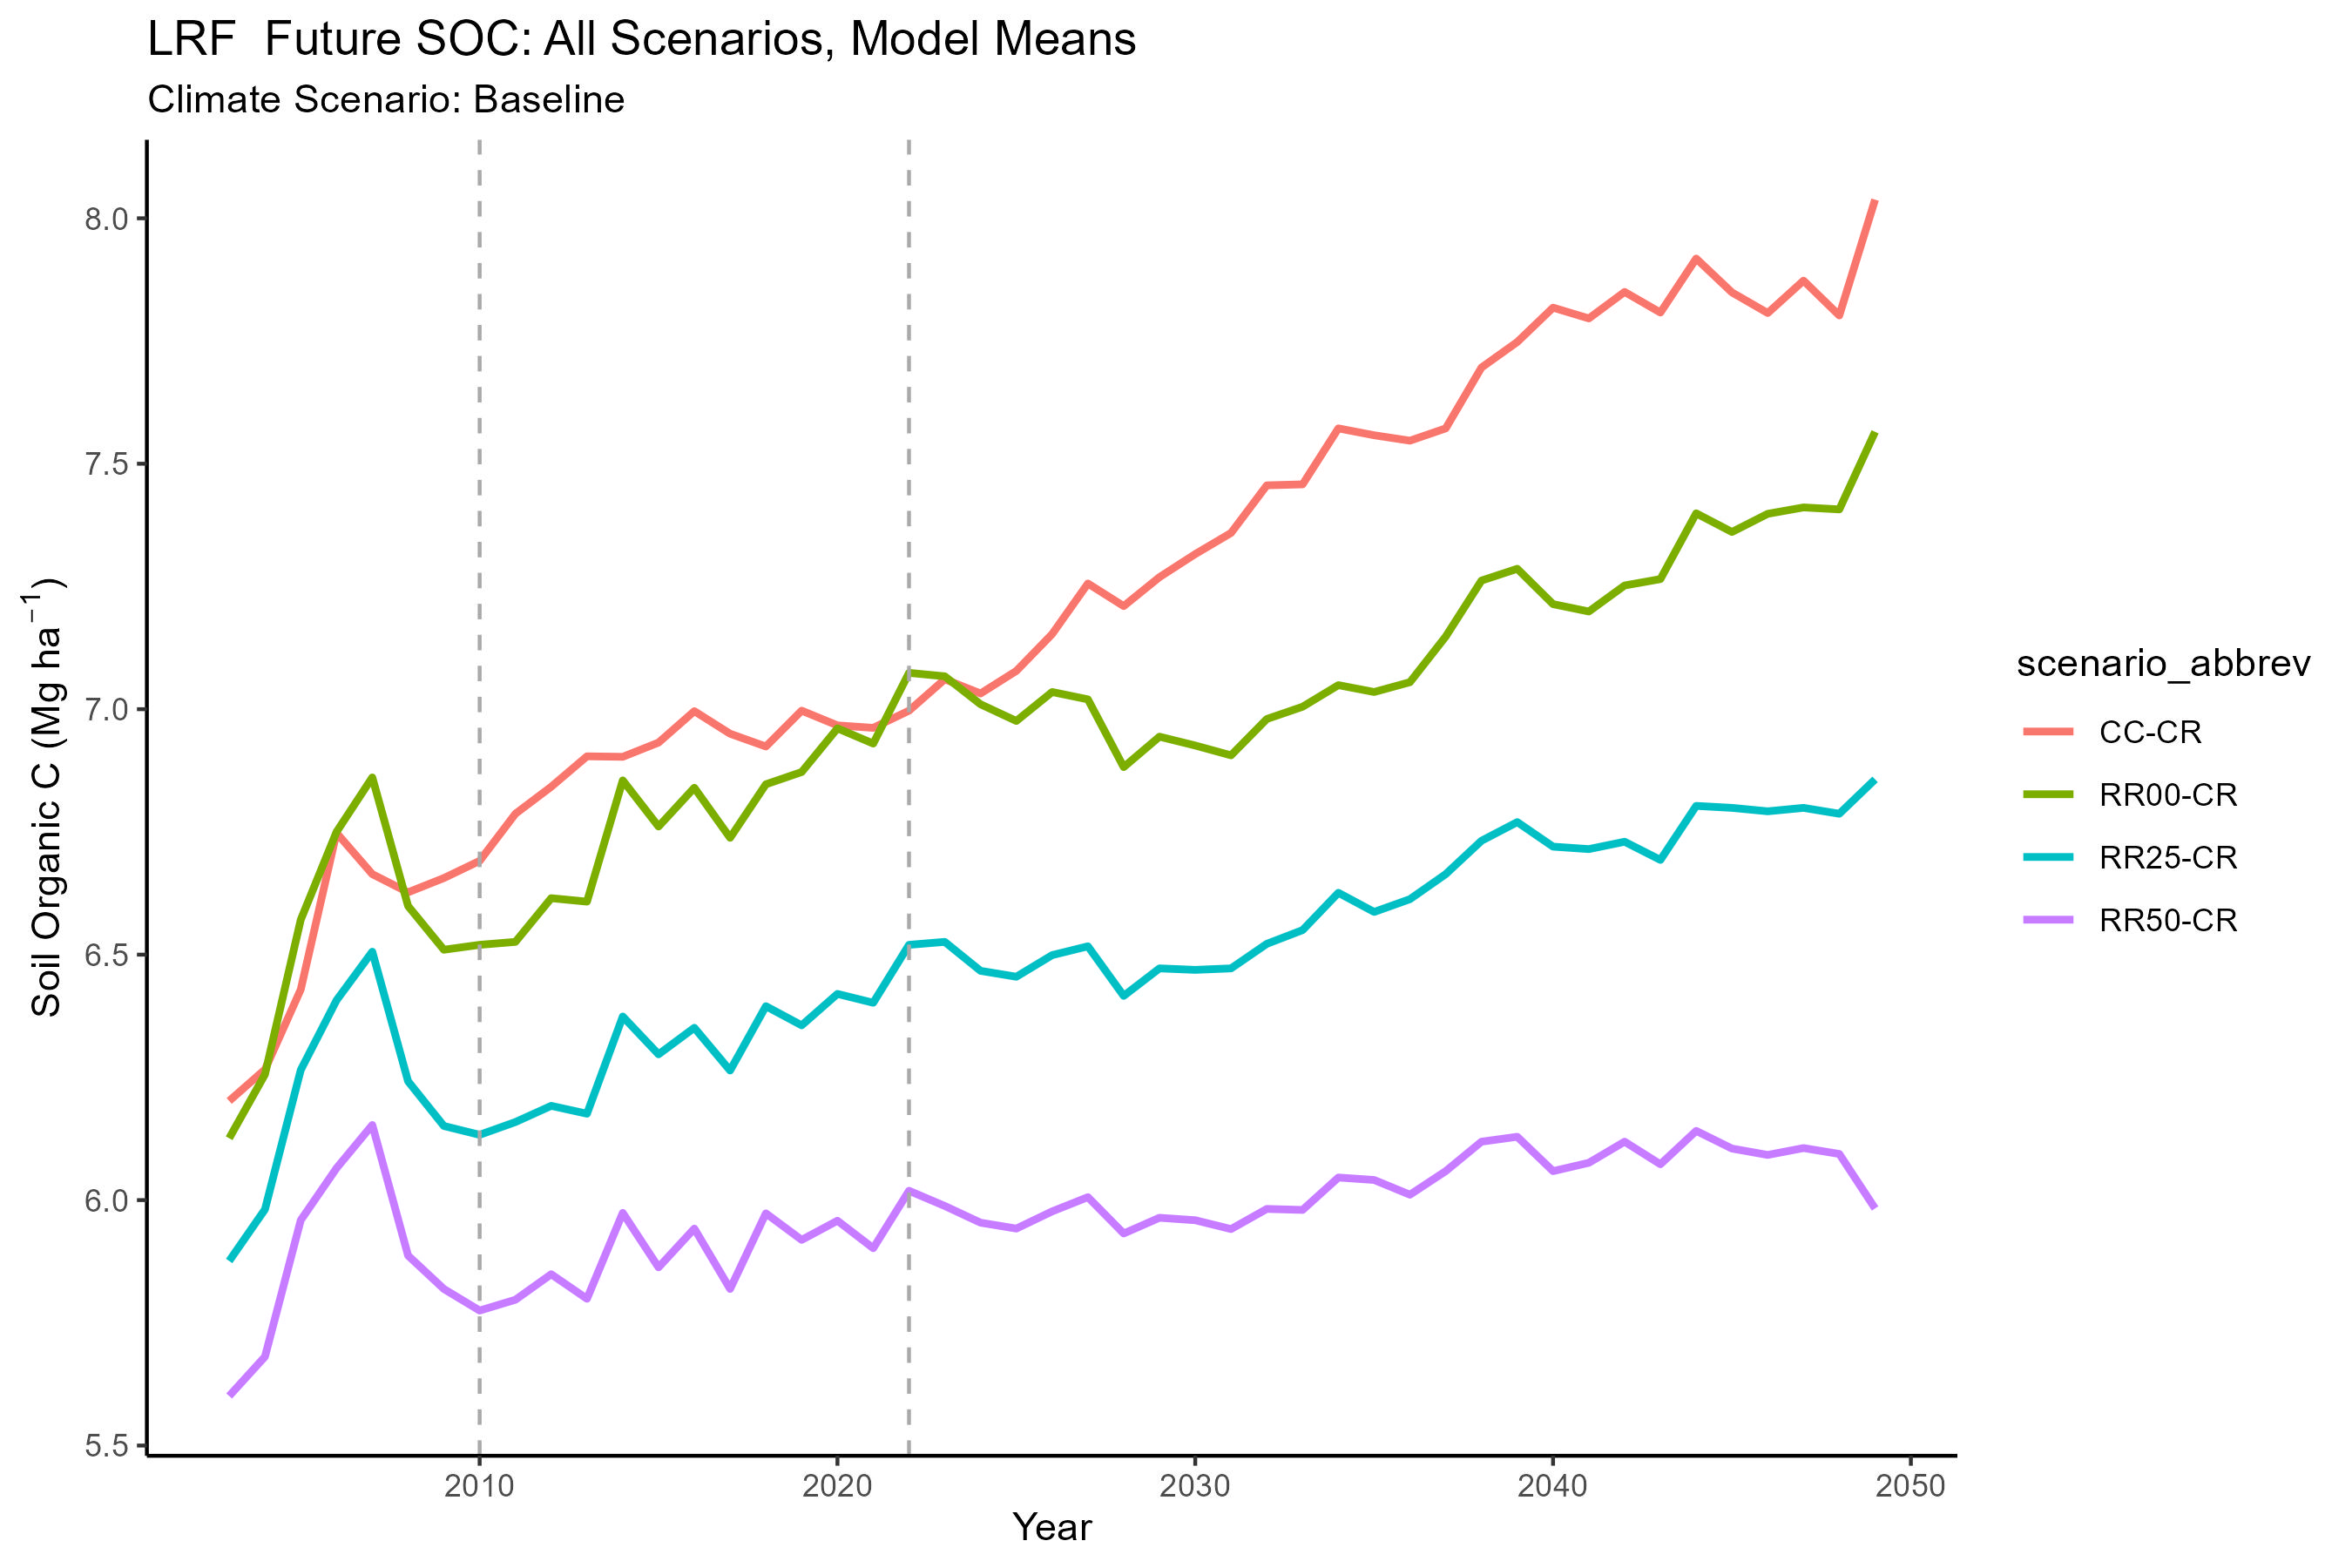 LRF  Future SOC: All Scenarios, Model Means
Climate Scenario: Baseline
8.0
7.5
7.0
6.5
6.0
5.5
Soil Organic C (Mg ha⁻¹)
2010
2020
2030
2040
2050
Year
scenario_abbrev
CC-CR
RR00-CR
RR25-CR
RR50-CR